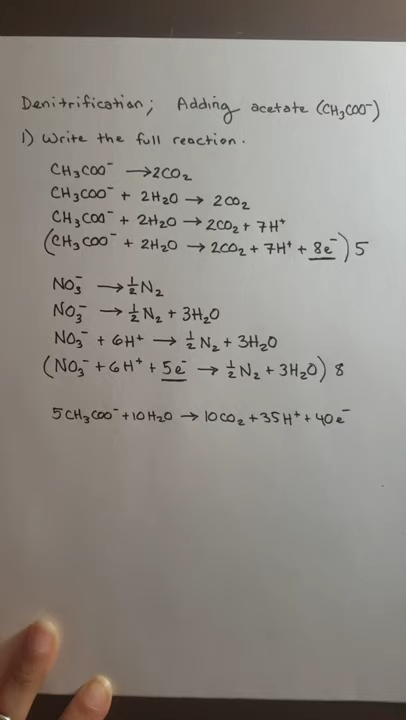 Denitrification; Adding acetate (CH₃COO⁻)
1) Write the full reaction.
CH₃COO⁻ → 2CO₂
CH₃COO⁻ + 2H₂O → 2CO₂
CH₃COO⁻ + 2H₂O → 2CO₂ + 7H⁺
(CH₃COO⁻ + 2H₂O → 2CO₂ + 7H⁺ + 8e⁻) 5
NO₃⁻ → ½N₂
NO₃⁻ → ½N₂ + 3H₂O
NO₃⁻ + 6H⁺ → ½N₂ + 3H₂O
(NO₃⁻ + 6H⁺ + 5e⁻ → ½N₂ + 3H₂O) 8
5CH₃COO⁻ + 10H₂O → 10CO₂ + 35H⁺ + 40e⁻